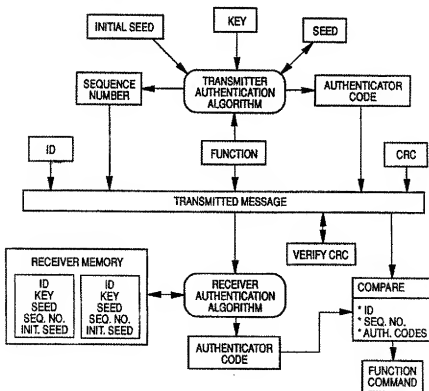 INITIAL SEED
KEY
SEED
TRANSMITTER
AUTHENTICATION
ALGORITHM
SEQUENCE
NUMBER
AUTHENTICATOR
CODE
ID
FUNCTION
CRC
TRANSMITTED MESSAGE
VERIFY CRC
RECEIVER MEMORY
ID
KEY
SEED
SEQ. NO.
INIT. SEED
ID
KEY
SEED
SEQ. NO.
INIT. SEED
RECEIVER
AUTHENTICATION
ALGORITHM
AUTHENTICATOR
CODE
COMPARE
* ID
* SEQ. NO.
* AUTH. CODES
FUNCTION
COMMAND